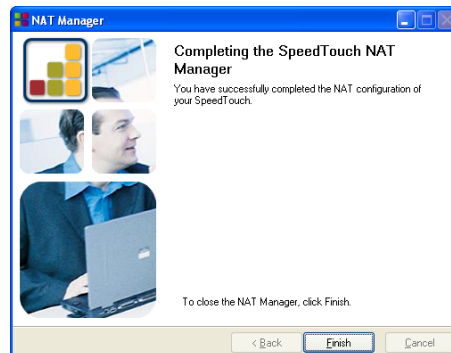 NAT Manager
Completing the SpeedTouch NAT
Manager
You have successfully completed the NAT configuration of
your SpeedTouch.
To close the NAT Manager, click Finish.
< Back
Finish
Cancel